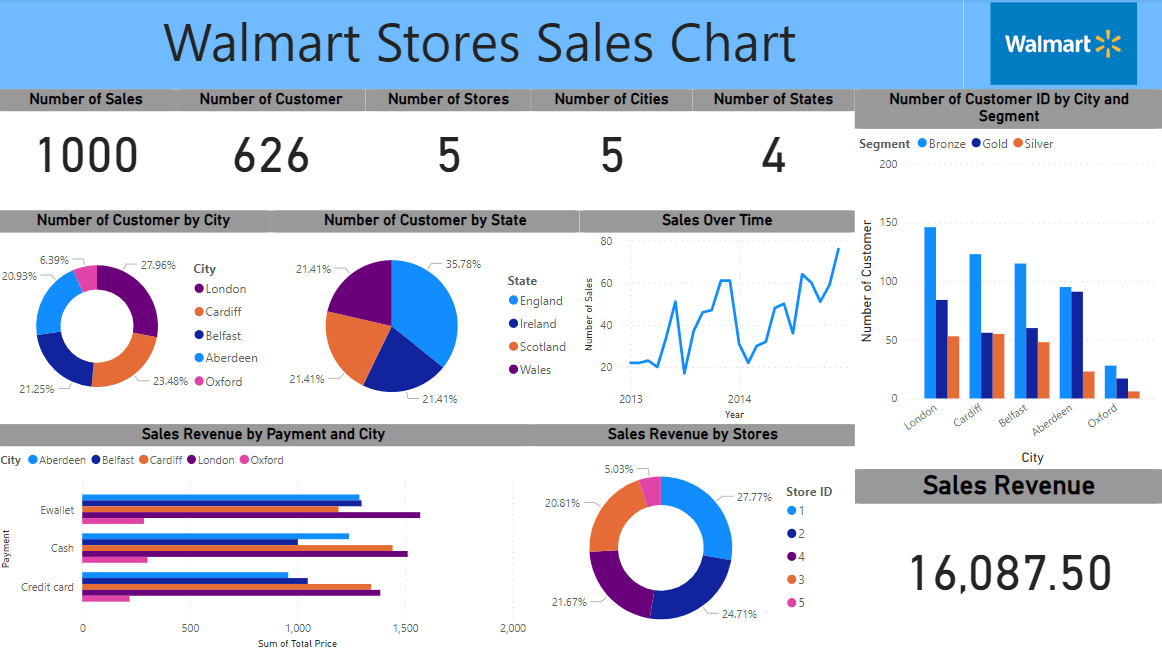 Walmart Stores Sales Chart
Walmart
Number of Sales
1000
Number of Customer
626
Number of Stores
5
Number of Cities
5
Number of States
4
Number of Customer by City
6.39%
27.96%
20.93%
21.25%
23.48%
City
London
Cardiff
Belfast
Aberdeen
Oxford
Number of Customer by State
21.41%
35.78%
21.41%
21.41%
State
England
Ireland
Scotland
Wales
Sales Over Time
Number of Sales
80
60
40
20
2013
2014
Year
Number of Customer ID by City and
Segment
Segment Bronze Gold Silver
Number of Customer
200
150
100
50
0
London
Cardiff
Belfast
Aberdeen
Oxford
City
Sales Revenue by Payment and City
City Aberdeen Belfast Cardiff London Oxford
Payment
Ewallet
Cash
Credit card
0
500
1,000
1,500
2,000
Sum of Total Price
Sales Revenue by Stores
5.03%
27.77%
20.81%
21.67%
24.71%
Store ID
1
2
4
3
5
Sales Revenue
16,087.50